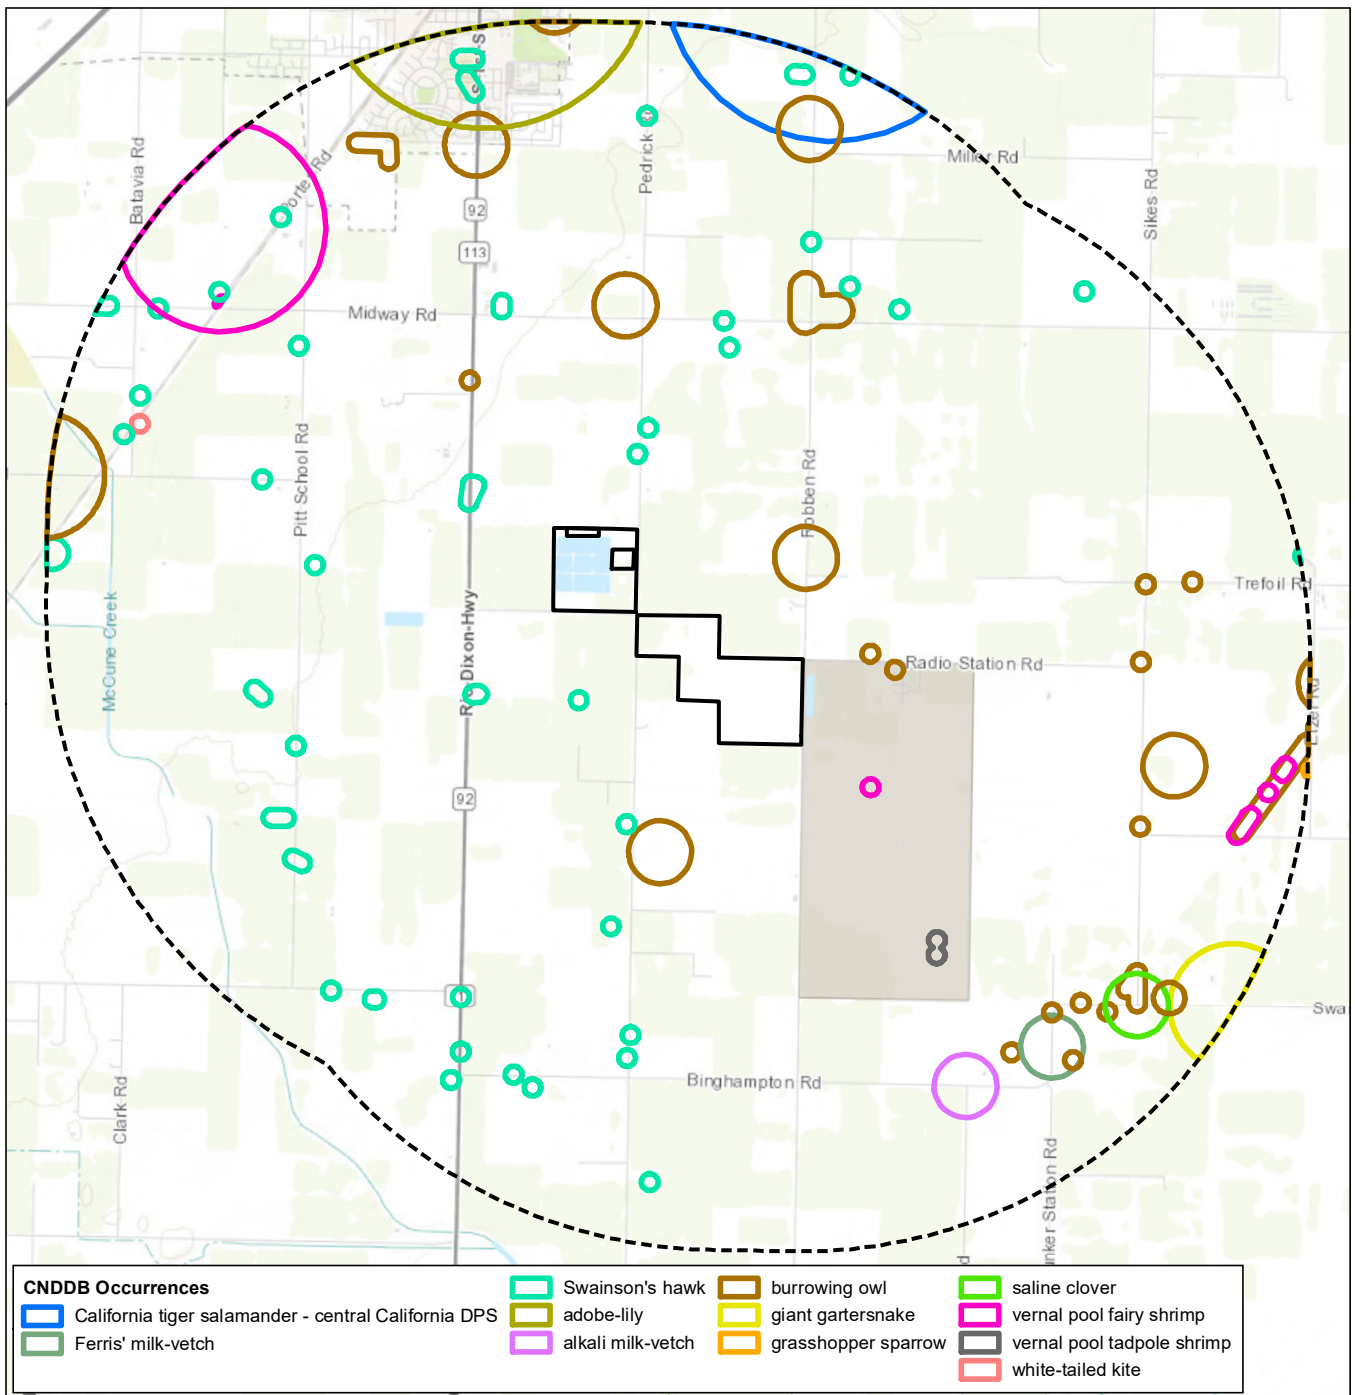 Batavia Rd
Porter Rd
Pedrick
Miller Rd
Sikes Rd
92
113
Midway Rd
Pitt School Rd
Robben Rd
McCune Creek
Rio-Dixon-Hwy
Trefoil Rd
Radio Station Rd
92
Swa
Binghampton Rd
Clark Rd
unker Station Rd
d
CNDDB Occurrences
California tiger salamander - central California DPS
Ferris' milk-vetch
Swainson's hawk
adobe-lily
alkali milk-vetch
burrowing owl
giant gartersnake
grasshopper sparrow
saline clover
vernal pool fairy shrimp
vernal pool tadpole shrimp
white-tailed kite